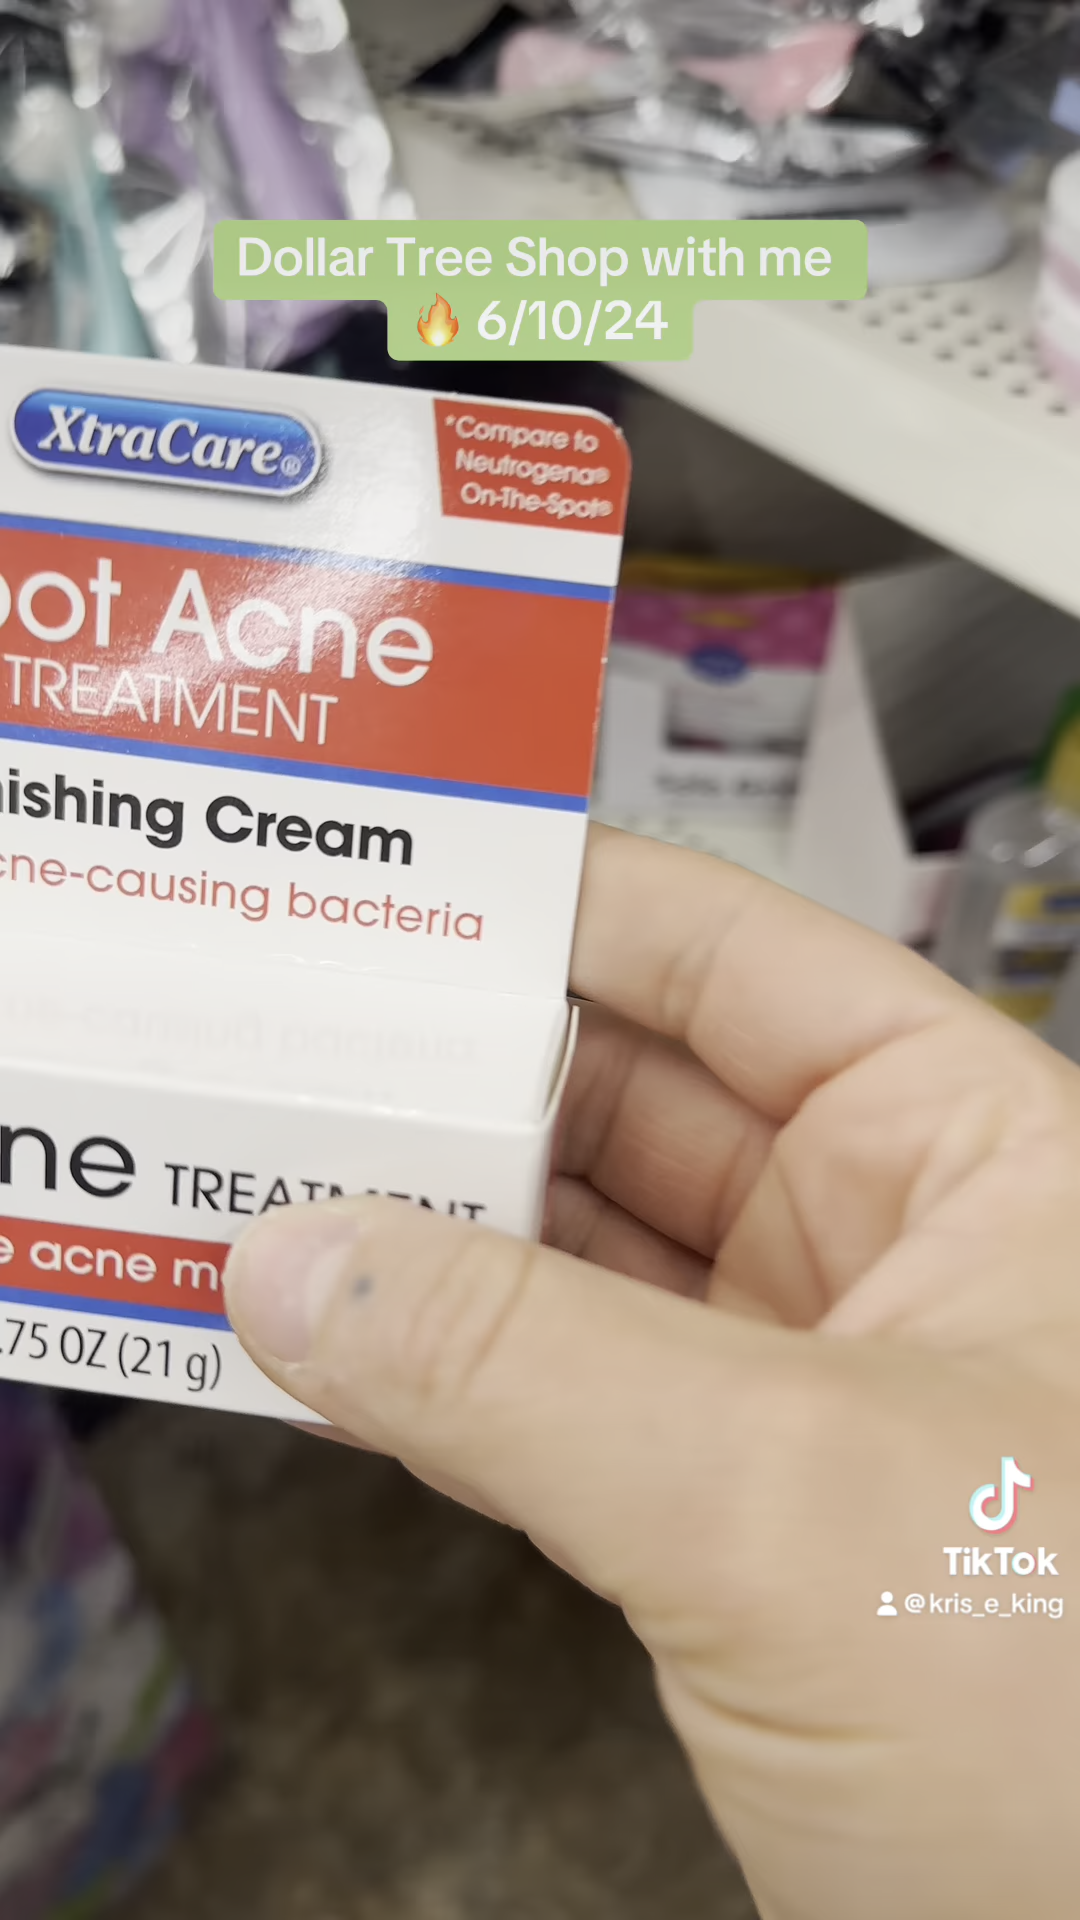 Dollar Tree Shop with me
🔥 6/10/24
XtraCare®
*Compare to
Neutrogena®
On-The-Spot®
ot Acne
TREATMENT
ishing Cream
cne-causing bacteria
ne TREATMENT
e acne m
.75 OZ (21 g)
TikTok
@kris_e_king